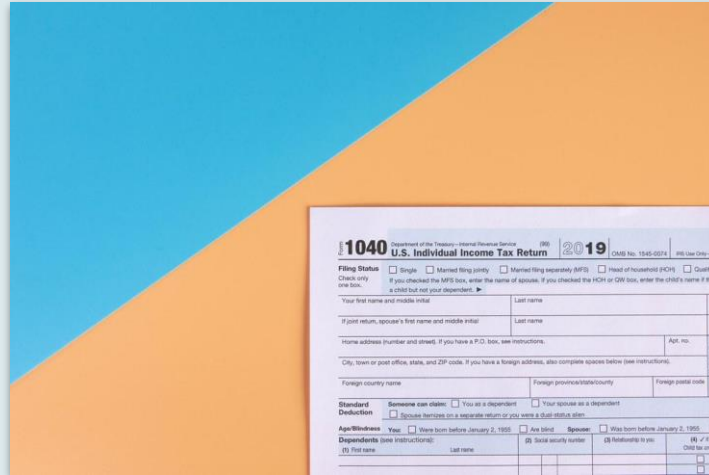 Form 1040 Department of the Treasury—Internal Revenue Service (99)
U.S. Individual Income Tax Return 2019 OMB No. 1545-0074 IRS Use Only
Filing Status Single Married filing jointly Married filing separately (MFS) Head of household (HOH)
Check only
one box.
If you checked the MFS box, enter the name of spouse. If you checked the HOH or QW box, enter the child's name if
a child but not your dependent. ▶
Your first name and middle initial Last name
If joint return, spouse's first name and middle initial Last name
Home address (number and street). If you have a P.O. box, see instructions. Apt. no.
City, town or post office, state, and ZIP code. If you have a foreign address, also complete spaces below (see instructions).
Foreign country name Foreign province/state/county Foreign postal code
Standard
Deduction
Someone can claim: You as a dependent Your spouse as a dependent
Spouse itemizes on a separate return or you were a dual-status alien
Age/Blindness You: Were born before January 2, 1955 Are blind Spouse: Was born before January 2, 1955
Dependents (see instructions): (2) Social security number (3) Relationship to you (4) ✓
(1) First name Last name Child tax